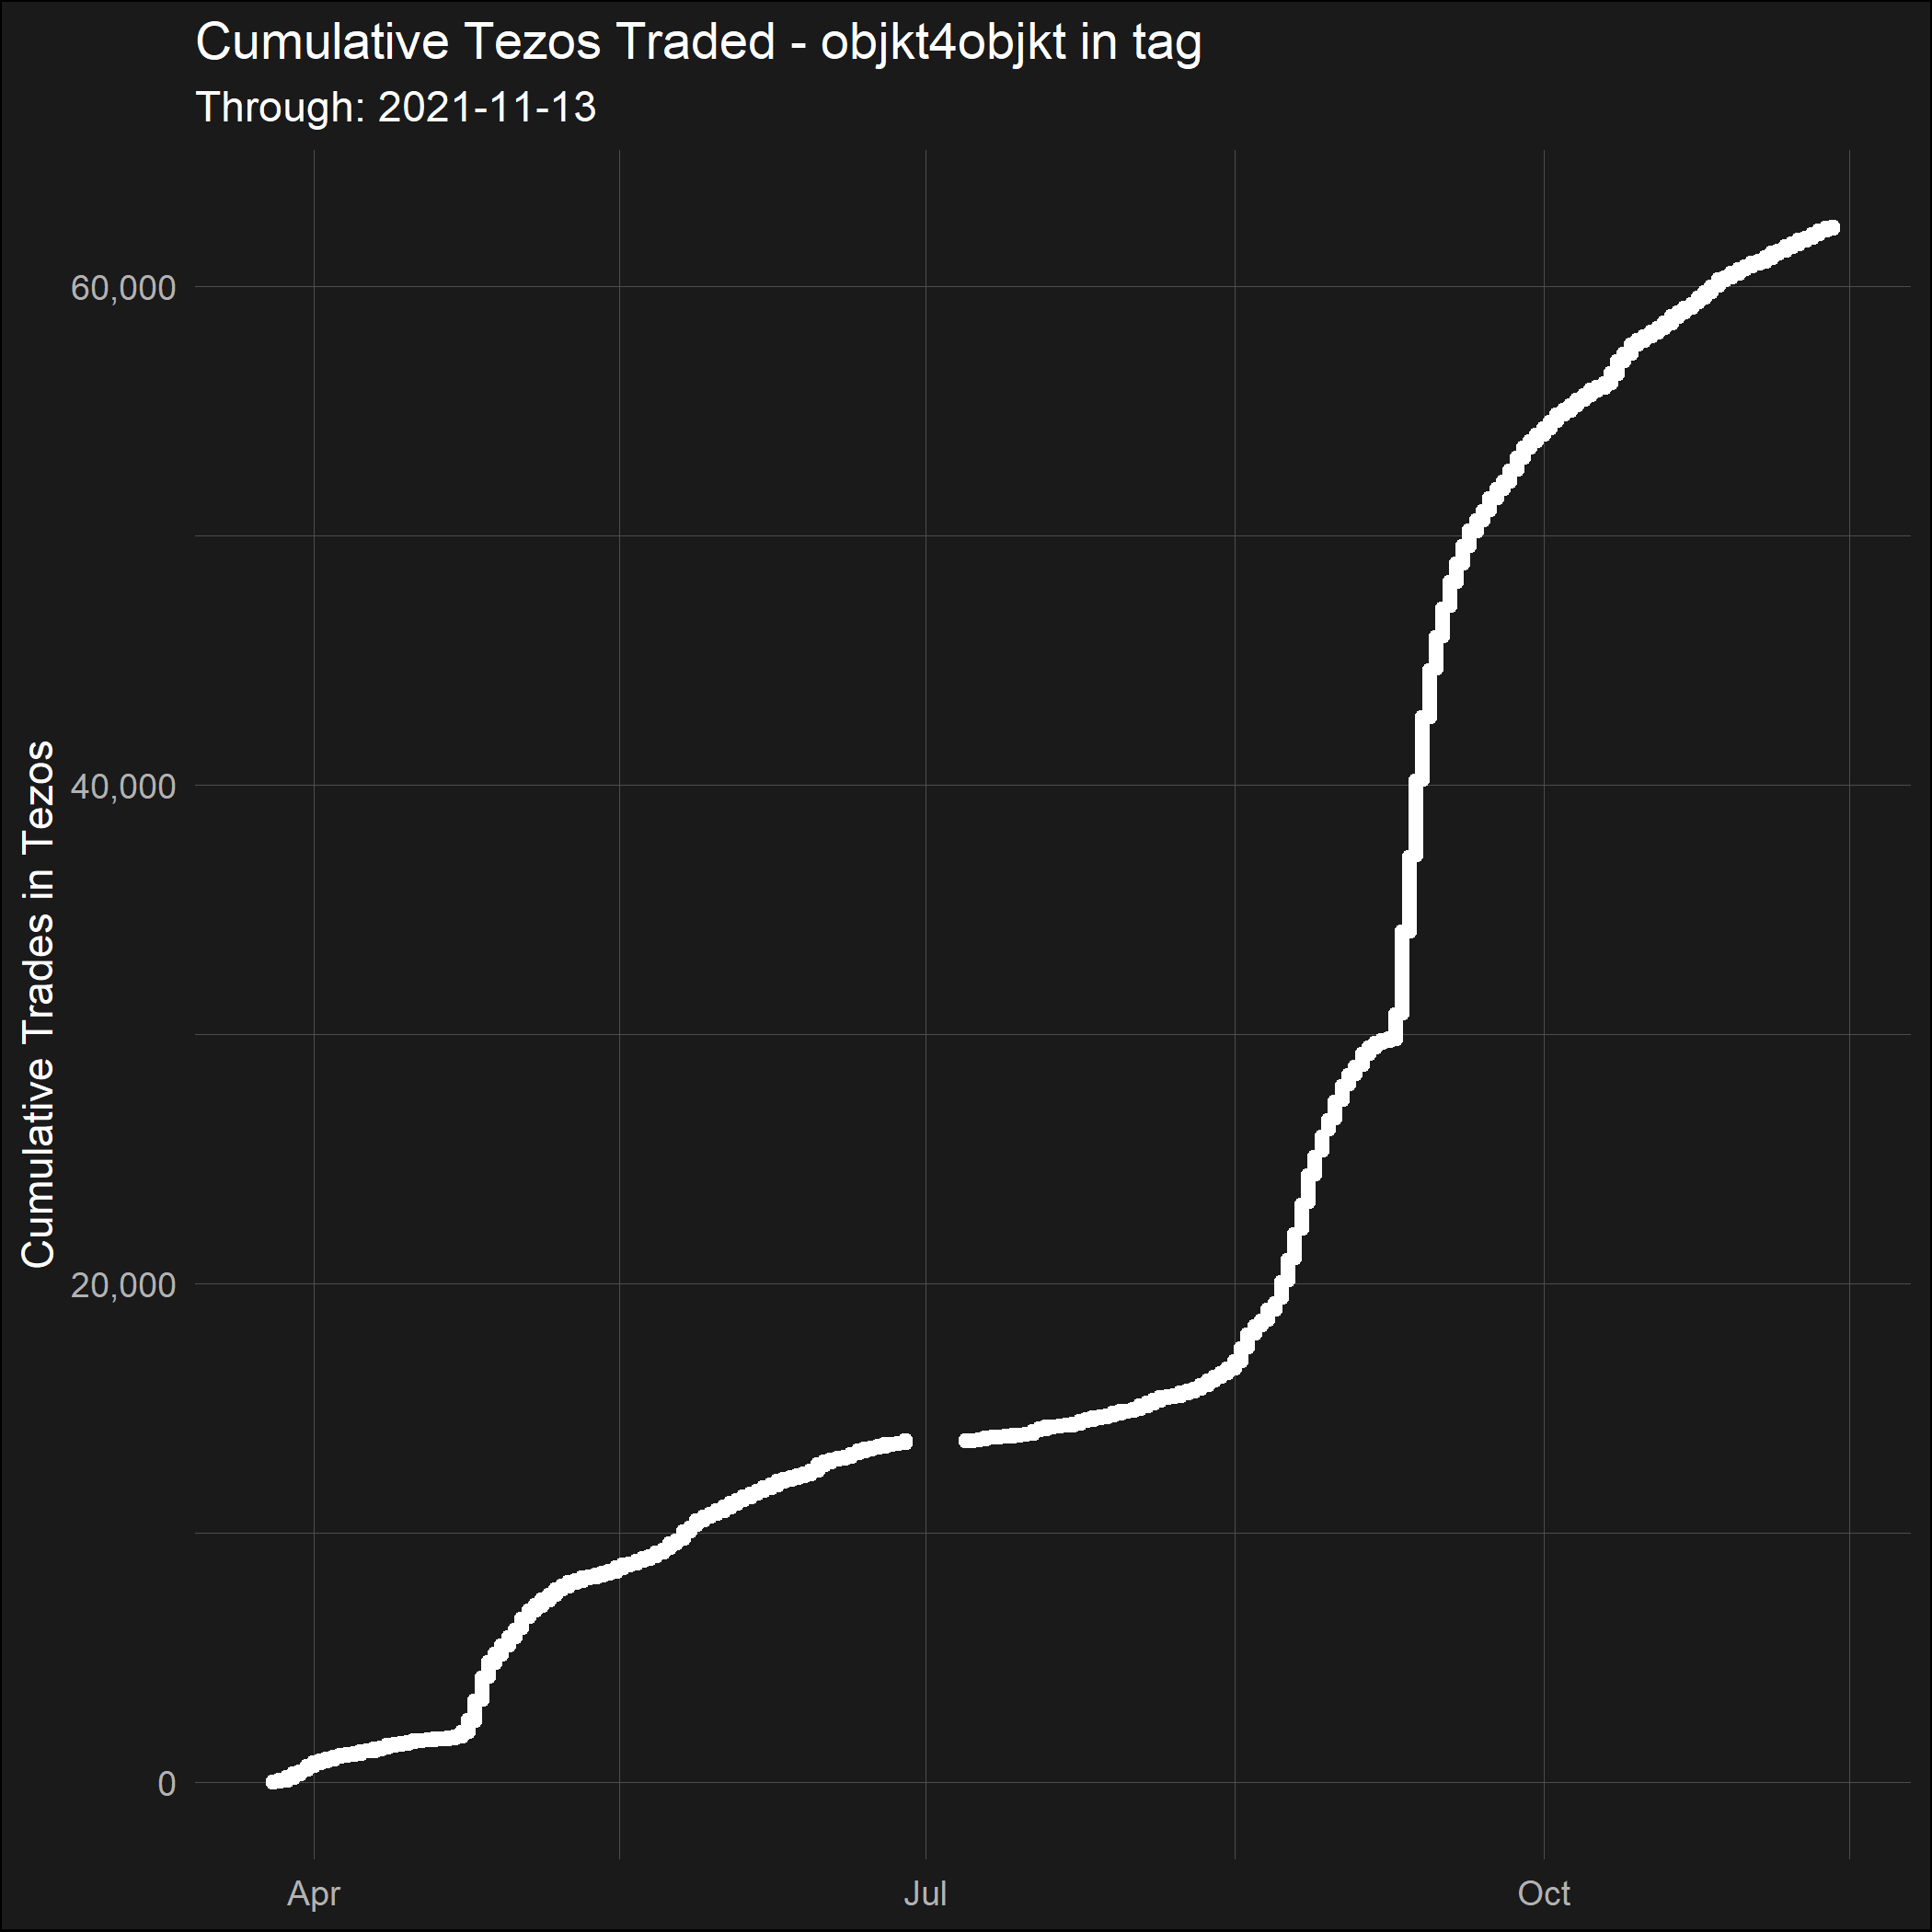 Cumulative Tezos Traded - objkt4objkt in tag
Through: 2021-11-13
Cumulative Trades in Tezos
60,000
40,000
20,000
0
Apr
Jul
Oct